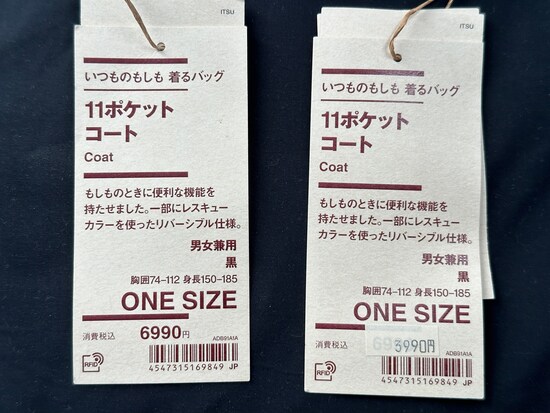 ITSU
いつものもしも 着るバッグ
11ポケット
コート
Coat
もしものときに便利な機能を
持たせました。一部にレスキュー
カラーを使ったリバーシブル仕様。
男女兼用
黒
胸囲74–112 身長150–185
ONE SIZE
消費税込 6990円
ADB91A1A
RFID
4547315169849 JP
ITSU
いつものもしも 着るバッグ
11ポケット
コート
Coat
もしものときに便利な機能を
持たせました。一部にレスキュー
カラーを使ったリバーシブル仕様。
男女兼用
黒
胸囲74–112 身長150–185
ONE SIZE
消費税込 5990円
ADB91A1A
RFID
4547315169849 JP